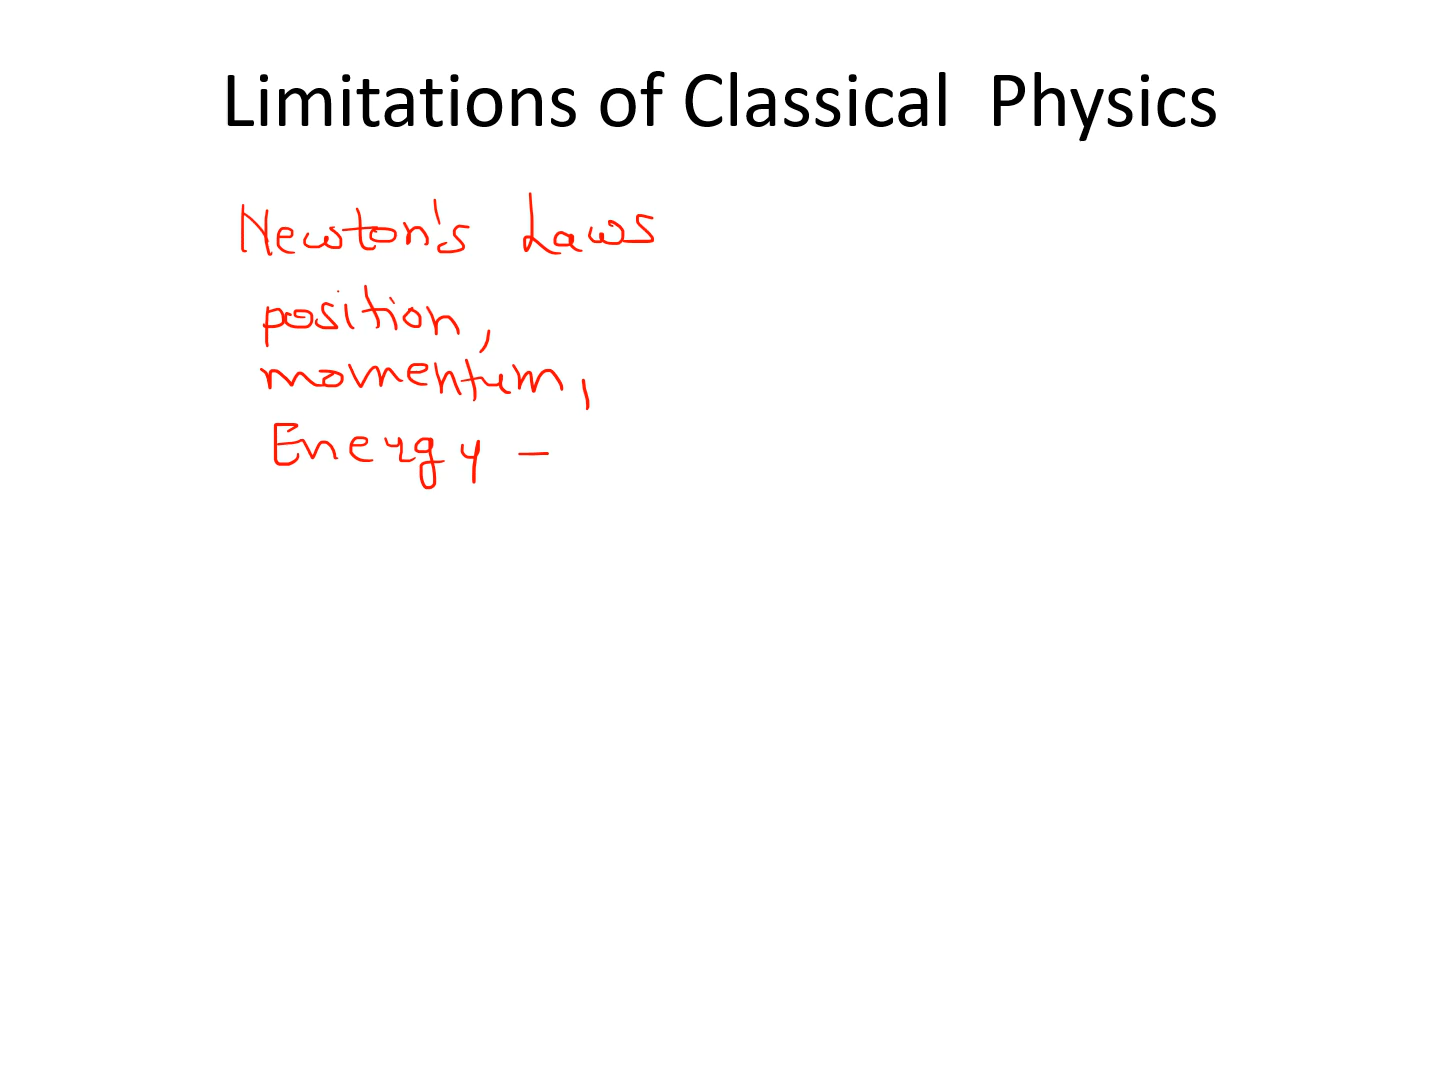 Limitations of Classical Physics
Newton's Laws
position,
momentum,
Energy -